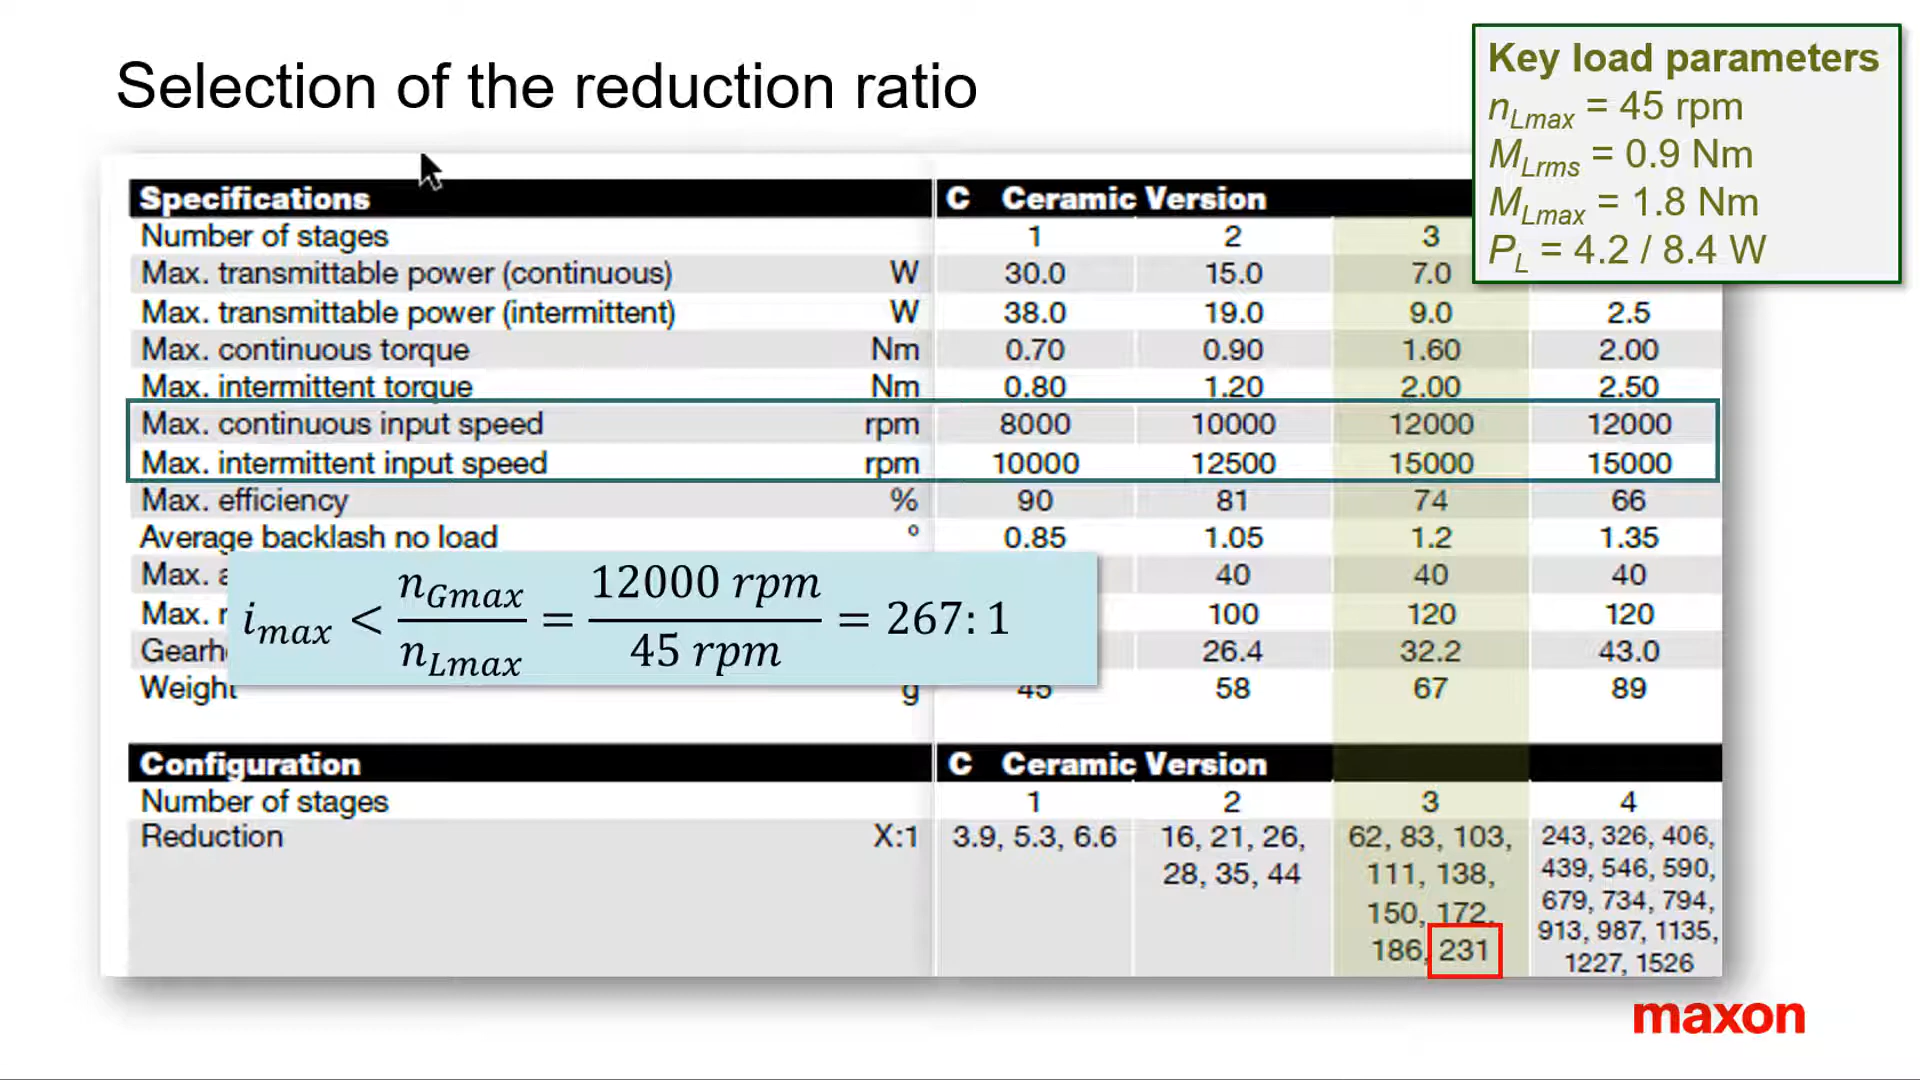 Selection of the reduction ratio
Key load parameters
nLmax = 45 rpm
MLrms = 0.9 Nm
MLmax = 1.8 Nm
PL = 4.2 / 8.4 W
Specifications C Ceramic Version
Number of stages 1 2 3
Max. transmittable power (continuous) W 30.0 15.0 7.0
Max. transmittable power (intermittent) W 38.0 19.0 9.0 2.5
Max. continuous torque Nm 0.70 0.90 1.60 2.00
Max. intermittent torque Nm 0.80 1.20 2.00 2.50
Max. continuous input speed rpm 8000 10000 12000 12000
Max. intermittent input speed rpm 10000 12500 15000 15000
Max. efficiency % 90 81 74 66
Average backlash no load ° 0.85 1.05 1.2 1.35
Max. 40 40 40
Max. 100 120 120
Gearh 26.4 32.2 43.0
Weight g 45 58 67 89
imax < nGmax / nLmax = 12000 rpm / 45 rpm = 267:1
Configuration C Ceramic Version
Number of stages 1 2 3 4
Reduction X:1 3.9, 5.3, 6.6 16, 21, 26, 62, 83, 103, 243, 326, 406,
28, 35, 44 111, 138, 439, 546, 590,
150, 172, 679, 734, 794,
186, 231 913, 987, 1135,
1227, 1526
maxon